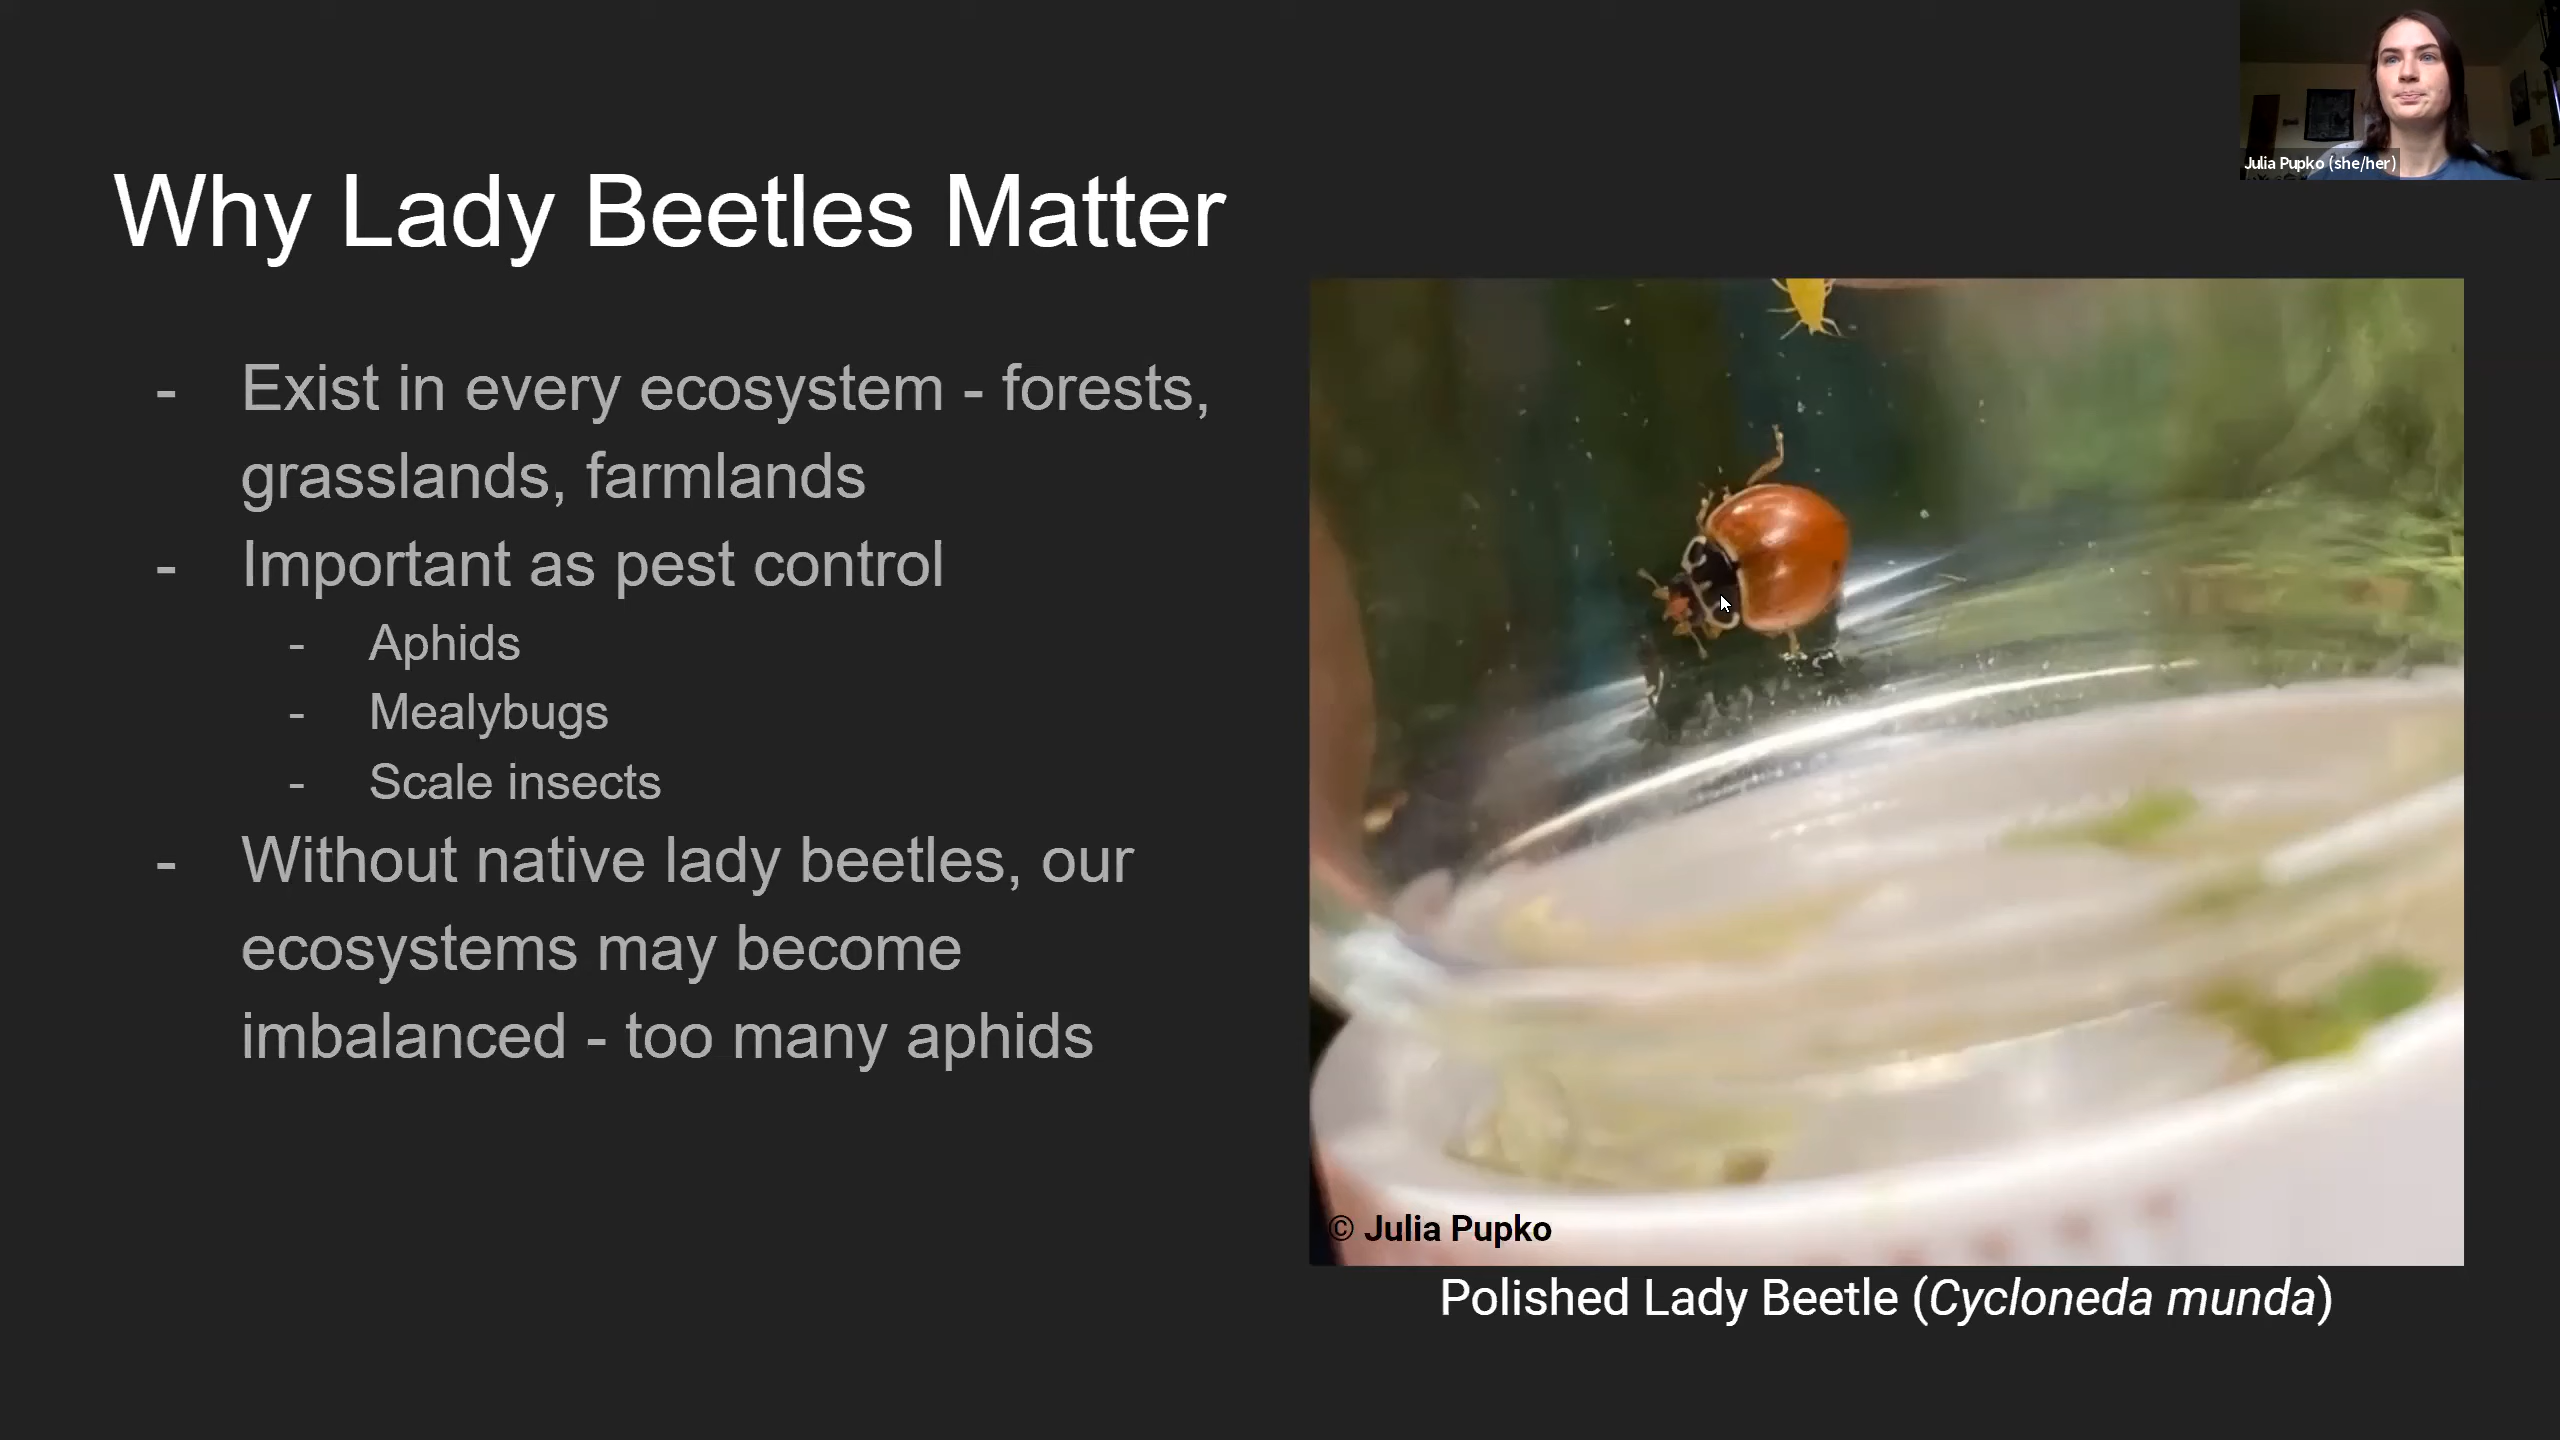 Julia Pupko (she/her)
Why Lady Beetles Matter
- Exist in every ecosystem - forests,
grasslands, farmlands
- Important as pest control
- Aphids
- Mealybugs
- Scale insects
- Without native lady beetles, our
ecosystems may become
imbalanced - too many aphids
© Julia Pupko
Polished Lady Beetle (Cycloneda munda)